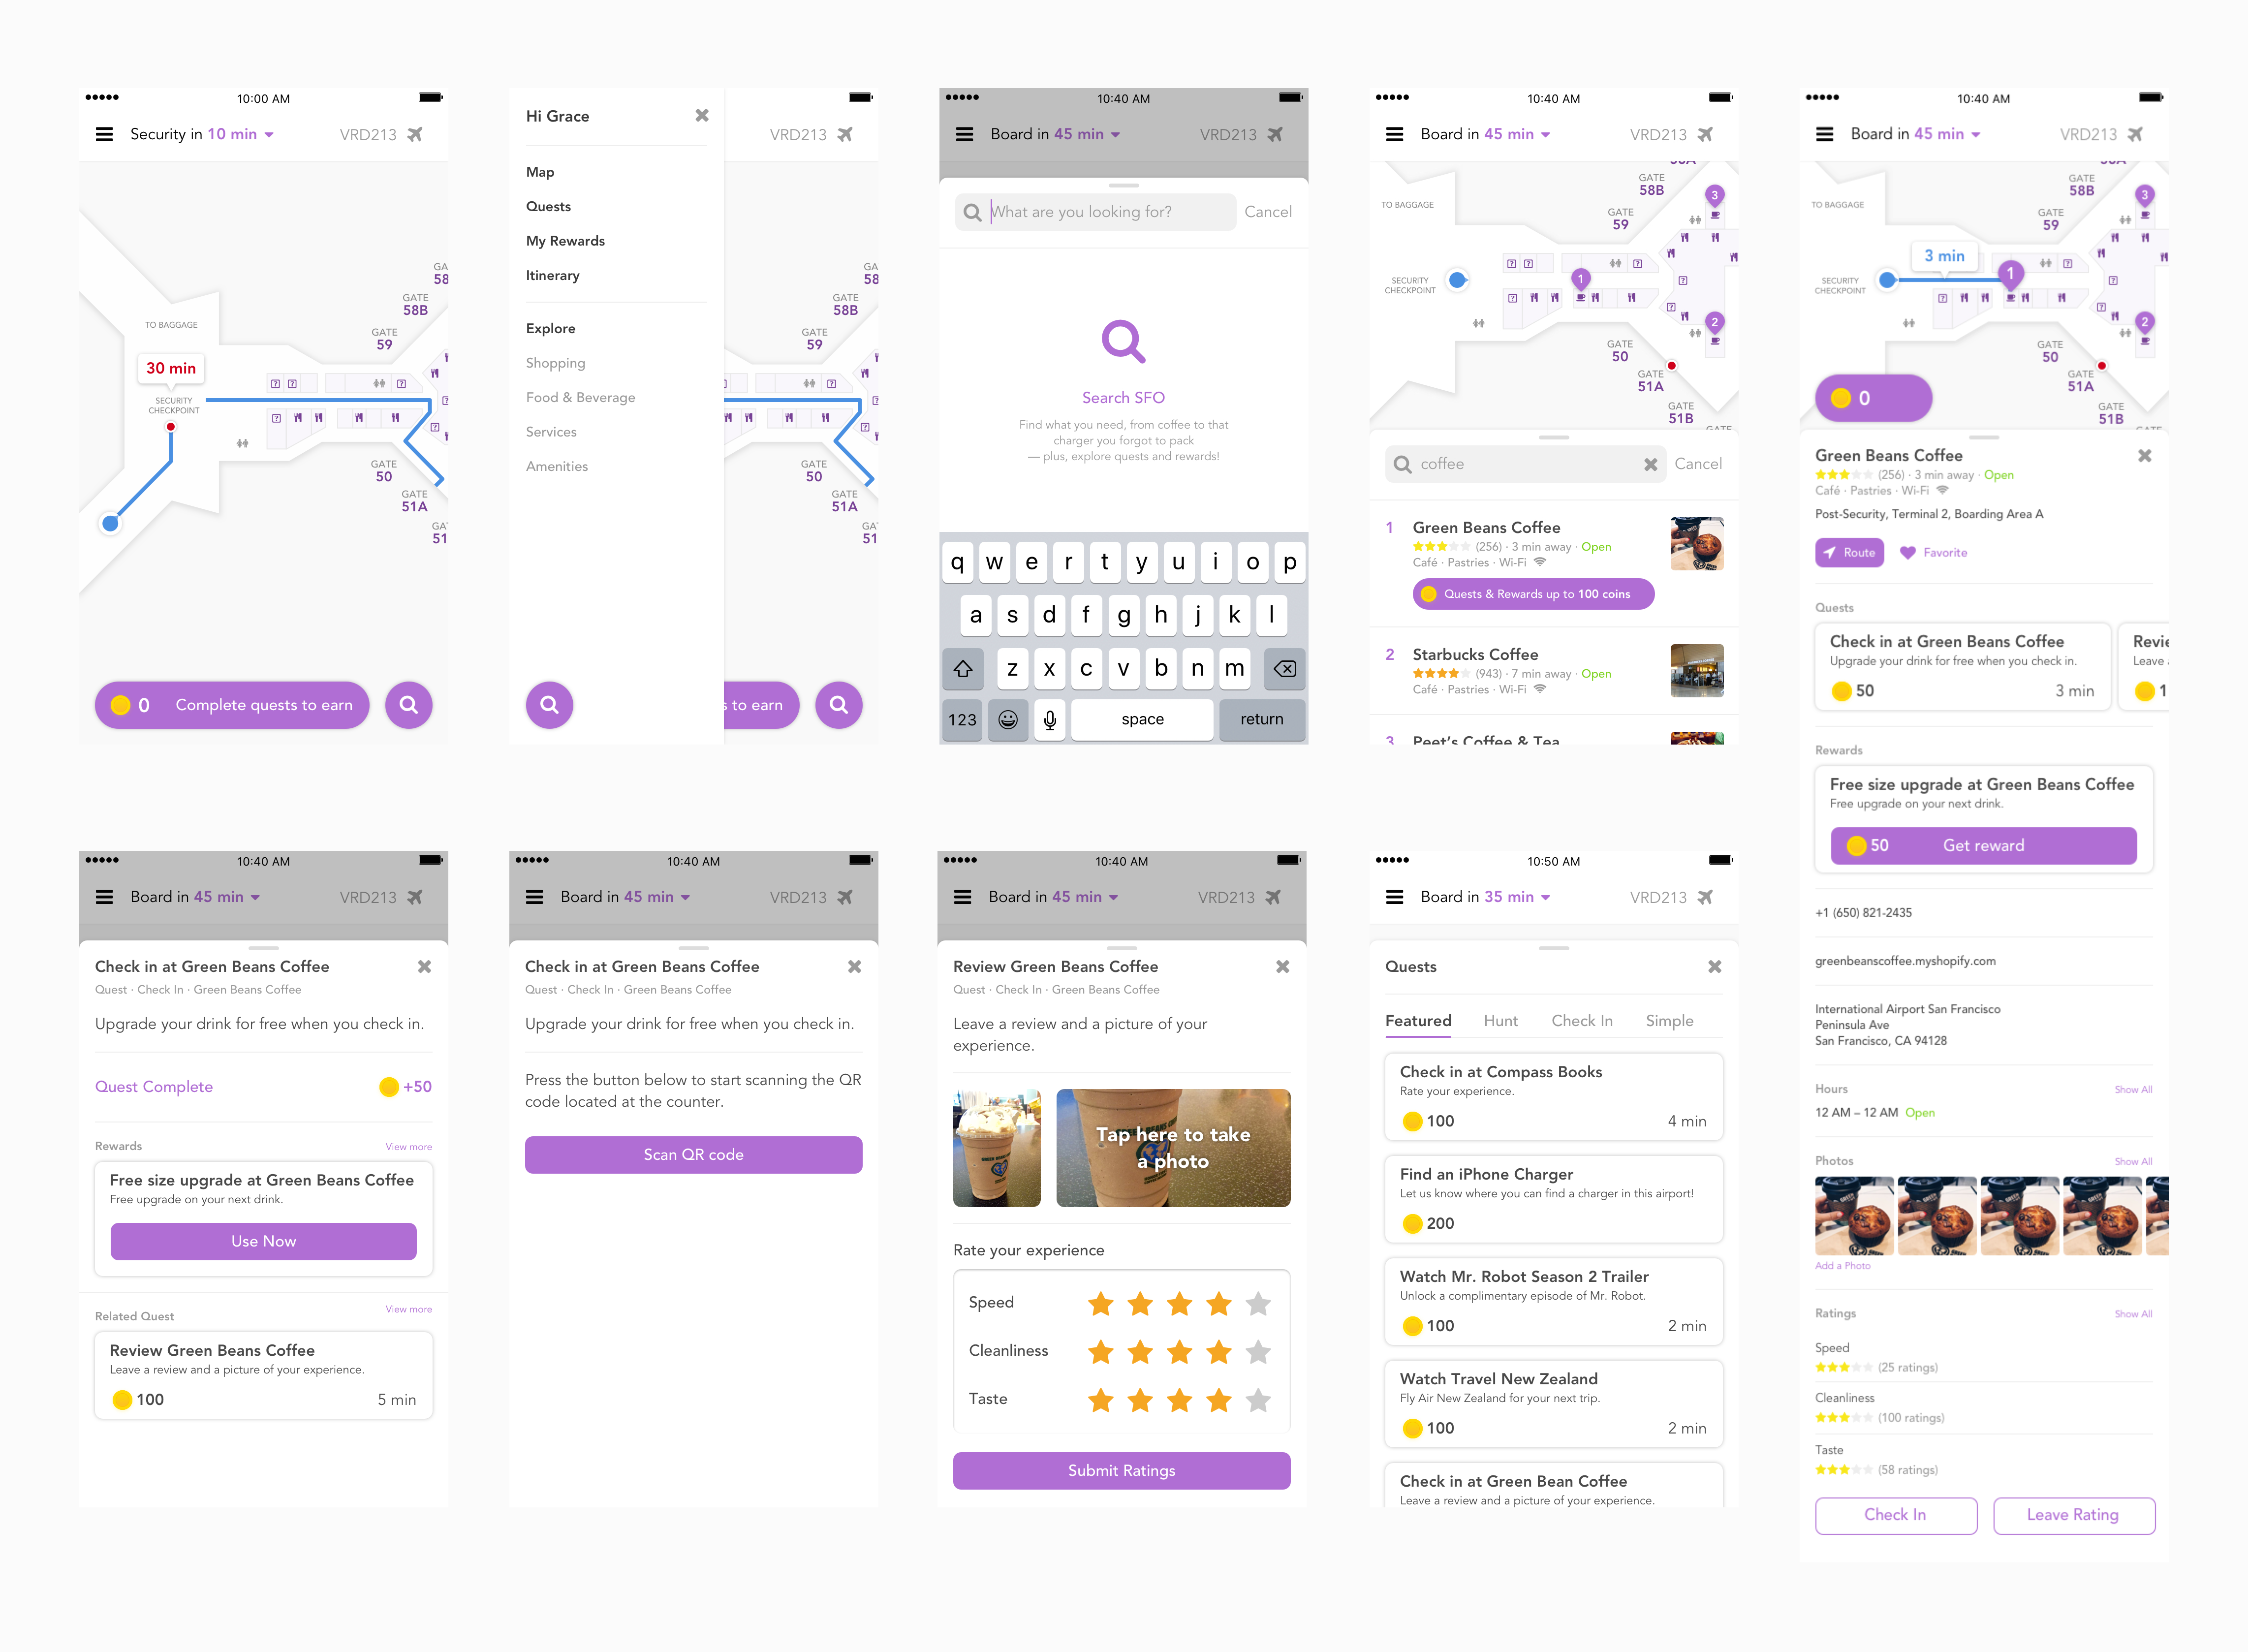 10:00 AM
Security in 10 min
VRD213
GA
58
GATE
58B
TO BAGGAGE
GATE
59
30 min
SECURITY
CHECKPOINT
GATE
50
GATE
51A
GA
51
0 Complete quests to earn
Hi Grace
Map
Quests
My Rewards
Itinerary
Explore
Shopping
Food & Beverage
Services
Amenities
VRD213
GA
58
GATE
58B
GATE
59
GATE
50
GATE
51A
GA
51
s to earn
10:40 AM
Board in 45 min
VRD213
What are you looking for?
Cancel
Search SFO
Find what you need, from coffee to that
charger you forgot to pack
— plus, explore quests and rewards!
q w e r t y u i o p
a s d f g h j k l
z x c v b n m
123 space return
10:40 AM
Board in 45 min
VRD213
58A
GATE
58B
TO BAGGAGE
GATE
59
3
SECURITY
CHECKPOINT
1
2
GATE
50
GATE
51A
GATE
51B
GATE
coffee
Cancel
1 Green Beans Coffee
(256) · 3 min away · Open
Café · Pastries · Wi-Fi
Quests & Rewards up to 100 coins
2 Starbucks Coffee
(943) · 7 min away · Open
Café · Pastries · Wi-Fi
3 Peet's Coffee & Tea
10:40 AM
Board in 45 min
VRD213
58A
GATE
58B
TO BAGGAGE
GATE
59
3
3 min
SECURITY
CHECKPOINT
1
2
GATE
50
GATE
51A
GATE
51B
GATE
0
Green Beans Coffee
(256) · 3 min away · Open
Café · Pastries · Wi-Fi
Post-Security, Terminal 2, Boarding Area A
Route
Favorite
Quests
Check in at Green Beans Coffee
Upgrade your drink for free when you check in.
50 3 min
Revie
Leave
1
Rewards
Free size upgrade at Green Beans Coffee
Free upgrade on your next drink.
50 Get reward
+1 (650) 821-2435
greenbeanscoffee.myshopify.com
International Airport San Francisco
Peninsula Ave
San Francisco, CA 94128
Hours Show All
12 AM – 12 AM Open
Photos Show All
Add a Photo
Ratings Show All
Speed
(25 ratings)
Cleanliness
(100 ratings)
Taste
(58 ratings)
Check In
Leave Rating
10:40 AM
Board in 45 min
VRD213
Check in at Green Beans Coffee
Quest · Check In · Green Beans Coffee
Upgrade your drink for free when you check in.
Quest Complete +50
Rewards View more
Free size upgrade at Green Beans Coffee
Free upgrade on your next drink.
Use Now
Related Quest View more
Review Green Beans Coffee
Leave a review and a picture of your experience.
100 5 min
10:40 AM
Board in 45 min
VRD213
Check in at Green Beans Coffee
Quest · Check In · Green Beans Coffee
Upgrade your drink for free when you check in.
Press the button below to start scanning the QR
code located at the counter.
Scan QR code
10:40 AM
Board in 45 min
VRD213
Review Green Beans Coffee
Quest · Check In · Green Beans Coffee
Leave a review and a picture of your
experience.
Tap here to take
a photo
Rate your experience
Speed
Cleanliness
Taste
Submit Ratings
10:50 AM
Board in 35 min
VRD213
Quests
Featured Hunt Check In Simple
Check in at Compass Books
Rate your experience.
100 4 min
Find an iPhone Charger
Let us know where you can find a charger in this airport!
200
Watch Mr. Robot Season 2 Trailer
Unlock a complimentary episode of Mr. Robot.
100 2 min
Watch Travel New Zealand
Fly Air New Zealand for your next trip.
100 2 min
Check in at Green Bean Coffee
Leave a review and a picture of your experience.